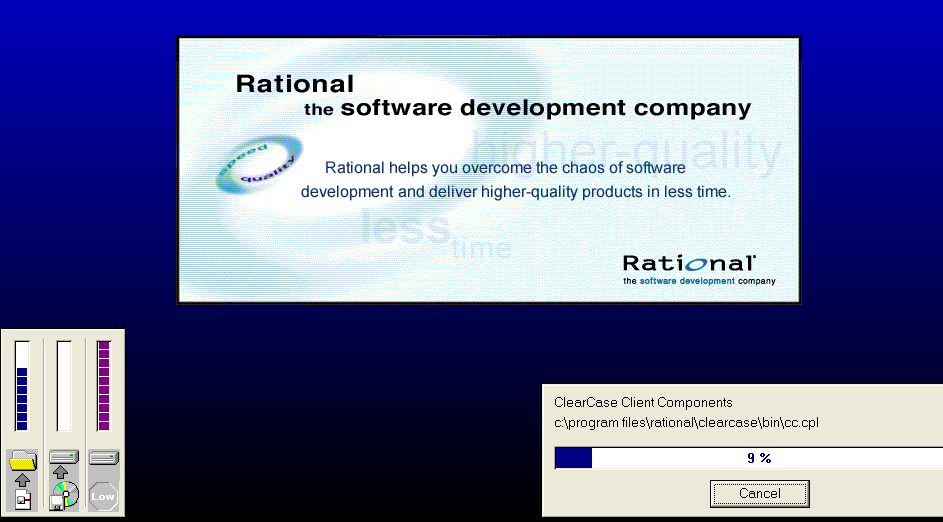 Rational
the software development company
higher-quality
speed
quality
Rational helps you overcome the chaos of software
development and deliver higher-quality products in less time.
less
time
Rational
the software development company
ClearCase Client Components
c:\program files\rational\clearcase\bin\cc.cpl
9 %
Low
Cancel